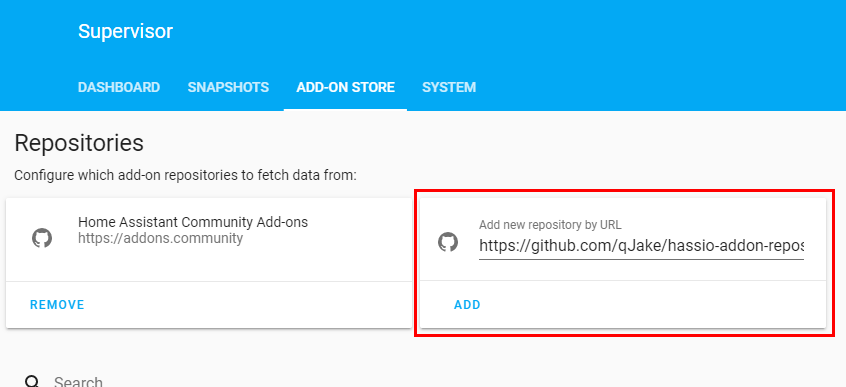 Supervisor
DASHBOARD SNAPSHOTS ADD-ON STORE SYSTEM
Repositories
Configure which add-on repositories to fetch data from:
Home Assistant Community Add-ons
https://addons.community
REMOVE
Add new repository by URL
https://github.com/qJake/hassio-addon-repos
ADD
Search